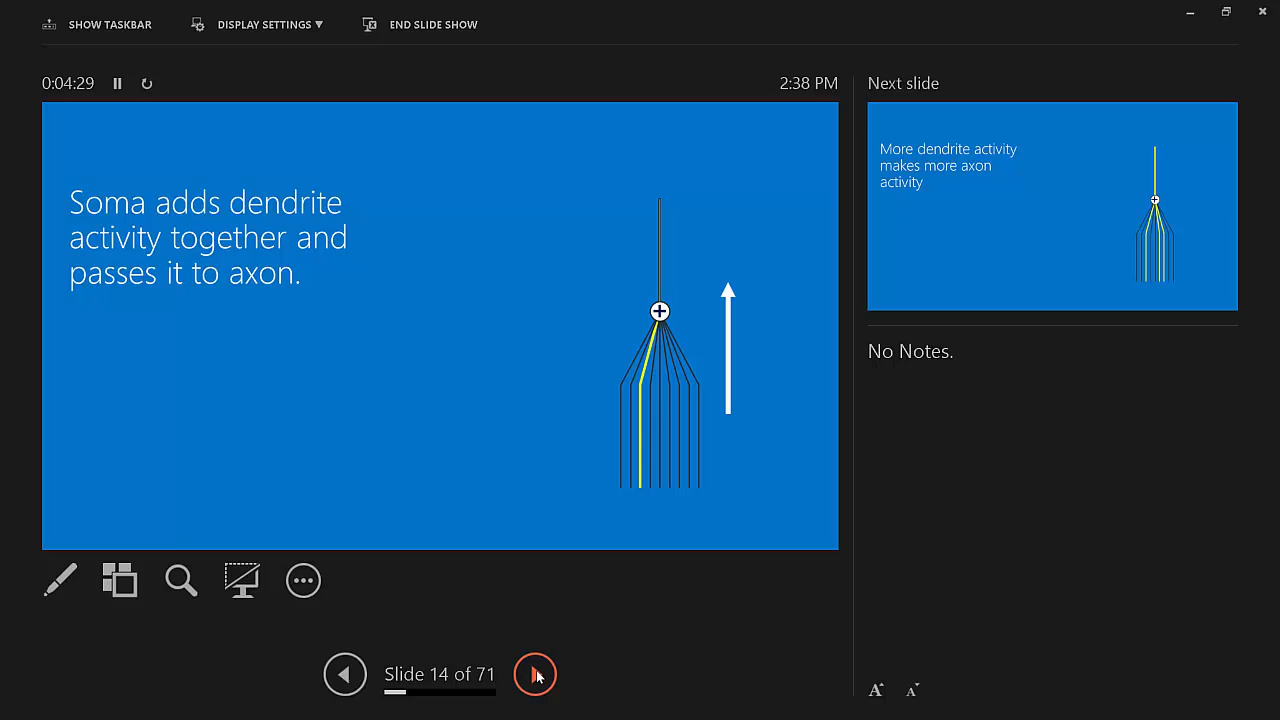 SHOW TASKBAR DISPLAY SETTINGS ▼ END SLIDE SHOW
0:04:29 2:38 PM
Soma adds dendrite
activity together and
passes it to axon.
Slide 14 of 71
Next slide
More dendrite activity
makes more axon
activity
No Notes.
A A